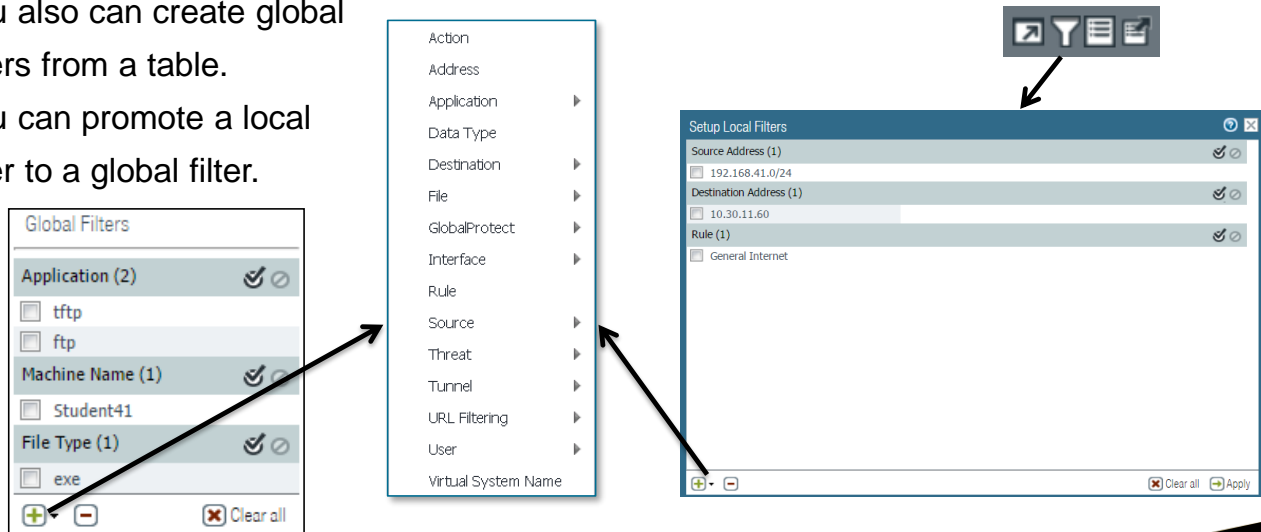 also can create global
from a table.
can promote a local
to a global filter.
Global Filters
Application (2)
tftp
ftp
Machine Name (1)
Student41
File Type (1)
exe
Clear all
Action
Address
Application
Data Type
Destination
File
GlobalProtect
Interface
Rule
Source
Threat
Tunnel
URL Filtering
User
Virtual System Name
Setup Local Filters
Source Address (1)
192.168.41.0/24
Destination Address (1)
10.30.11.60
Rule (1)
General Internet
Clear all
Apply